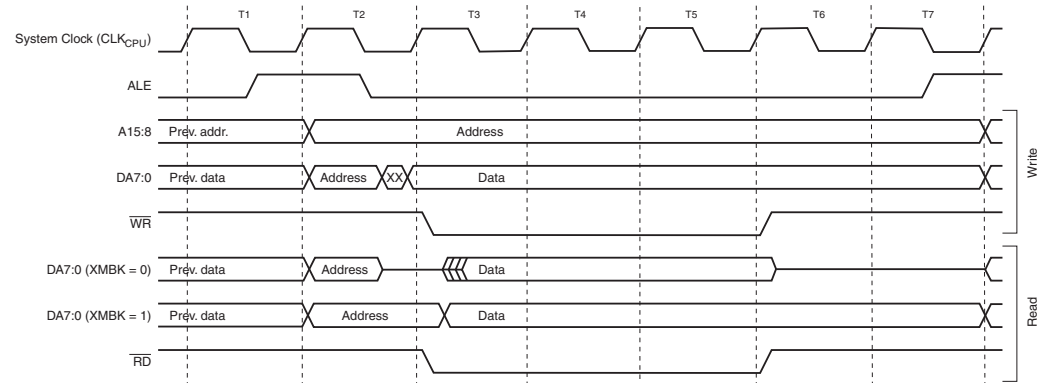 T1 T2 T3 T4 T5 T6 T7
System Clock (CLKCPU)
ALE
A15:8 Prev. addr. Address
DA7:0 Prev. data Address XX Data
WR
Write
DA7:0 (XMBK = 0) Prev. data Address Data
DA7:0 (XMBK = 1) Prev. data Address Data
RD
Read